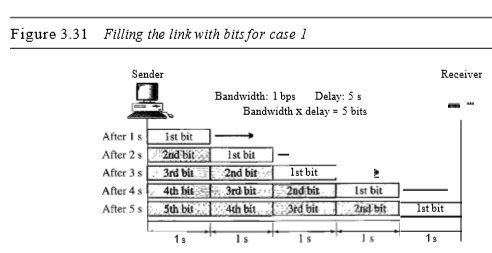 Figure 3.31 Filling the link with bits for case 1
Sender
Receiver
Bandwidth: 1 bps Delay: 5 s
Bandwidth x delay = 5 bits
After 1 s 1st bit
After 2 s 2nd bit 1st bit
After 3 s 3rd bit 2nd bit 1st bit
After 4 s 4th bit 3rd bit 2nd bit 1st bit
After 5 s 5th bit 4th bit 3rd bit 2nd bit 1st bit
1 s 1 s 1 s 1 s 1 s